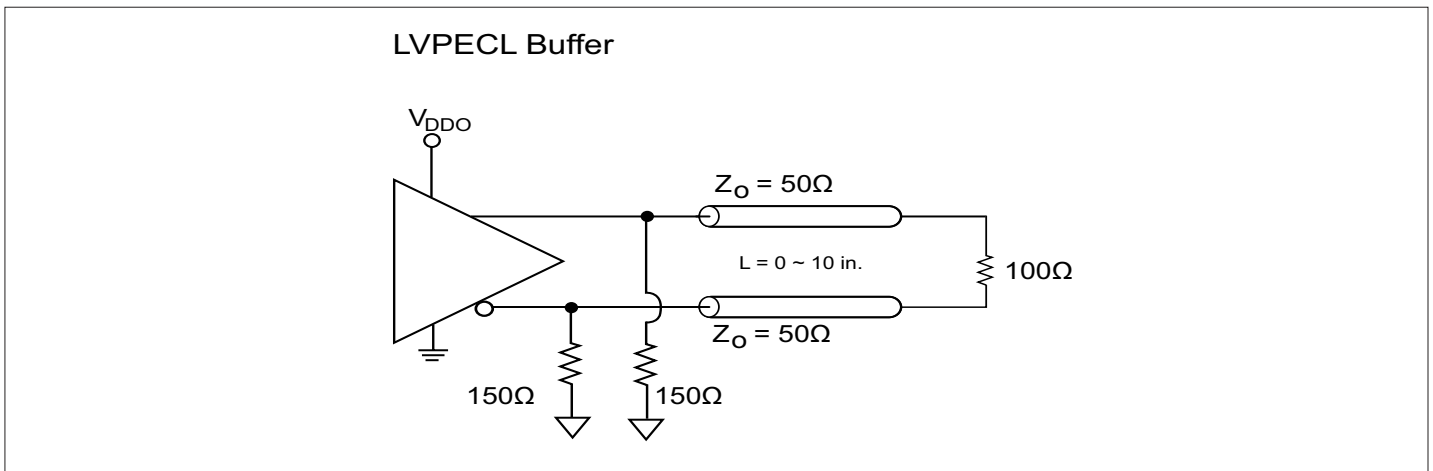 LVPECL Buffer
VDDO
ZO = 50Ω
L = 0 ~ 10 in.
100Ω
ZO = 50Ω
150Ω
150Ω